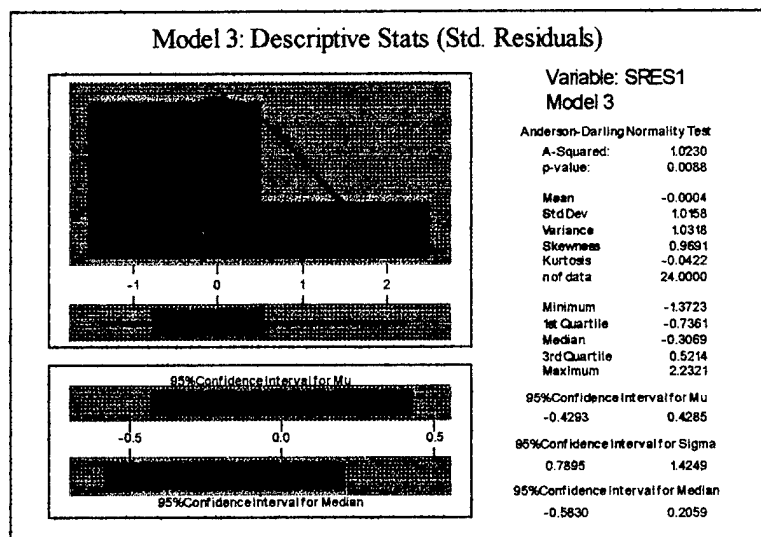 Model 3: Descriptive Stats (Std. Residuals)
Variable: SRES1
Model 3
Anderson-Darling Normality Test
A-Squared: 1.0230
p-value: 0.0088
Mean -0.0004
Std Dev 1.0158
Variance 1.0318
Skewness 0.9691
Kurtosis -0.0422
n of data 24.0000
Minimum -1.3723
1st Quartile -0.7361
Median -0.3069
3rd Quartile 0.5214
Maximum 2.2321
95% Confidence Interval for Mu
-0.4293 0.4285
95% Confidence Interval for Sigma
0.7895 1.4249
95% Confidence Interval for Median
-0.5830 0.2059
-1 0 1 2
95% Confidence Interval for Mu
-0.5 0.0 0.5
95% Confidence Interval for Median